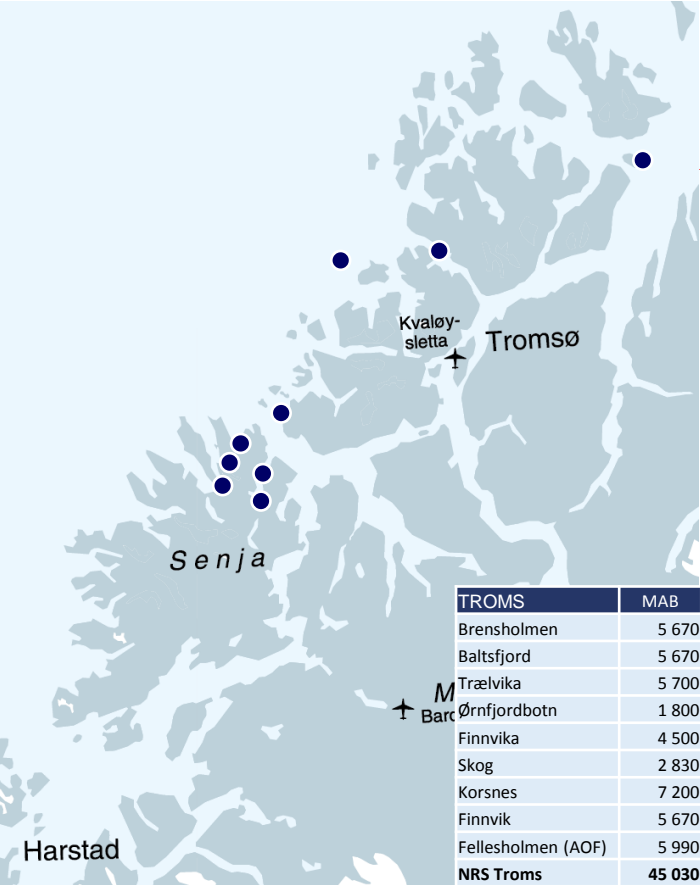 Kvaløy-
sletta
Tromsø
Senja
M
Bard
Harstad
TROMS MAB
Brensholmen 5 670
Baltsfjord 5 670
Trælvika 5 700
Ørnfjordbotn 1 800
Finnvika 4 500
Skog 2 830
Korsnes 7 200
Finnvik 5 670
Fellesholmen (AOF) 5 990
NRS Troms 45 030